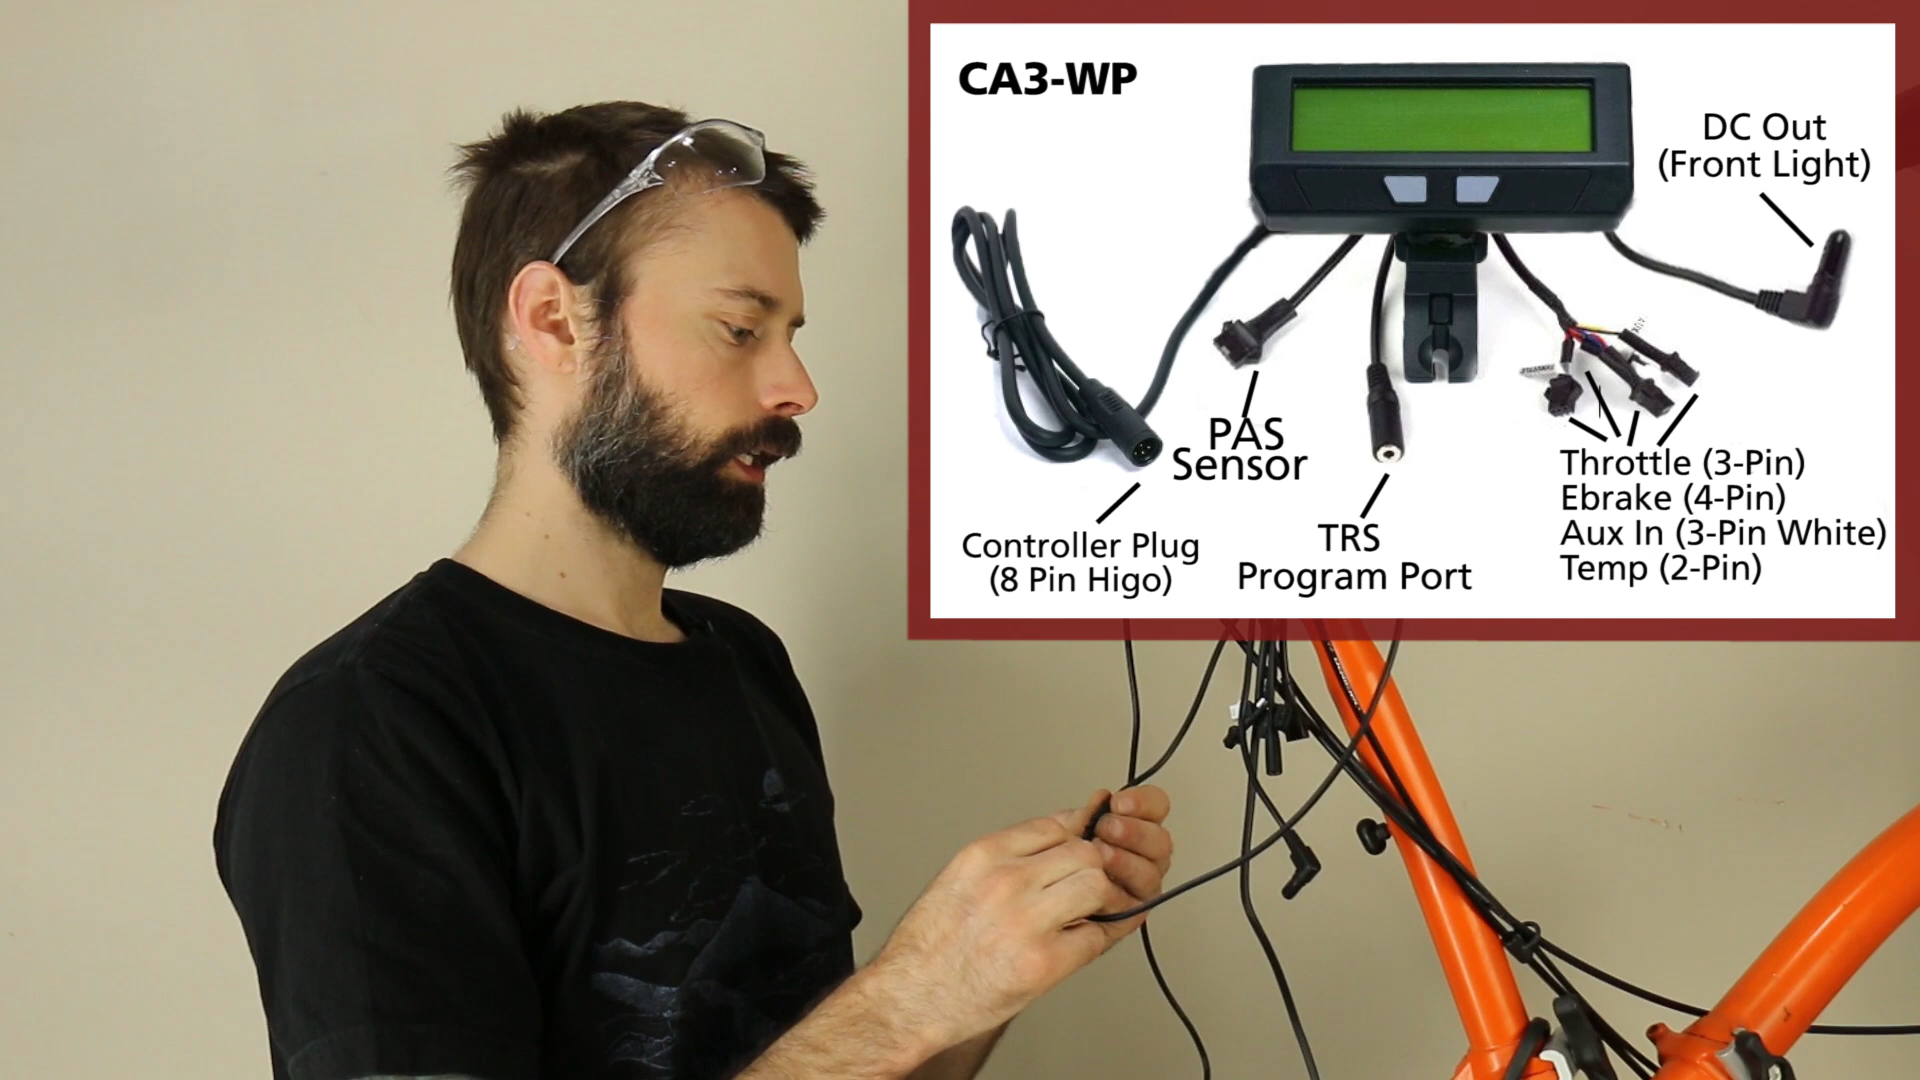 CA3-WP
DC Out
(Front Light)
PAS
Sensor
Throttle (3-Pin)
Ebrake (4-Pin)
Aux In (3-Pin White)
Temp (2-Pin)
TRS
Program Port
Controller Plug
(8 Pin Higo)